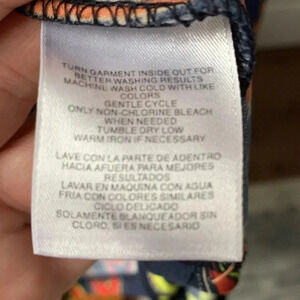 TURN GARMENT INSIDE OUT FOR
BETTER WASHING RESULTS
MACHINE WASH COLD WITH LIKE
COLORS
GENTLE CYCLE
ONLY NON-CHLORINE BLEACH
WHEN NEEDED
TUMBLE DRY LOW
WARM IRON IF NECESSARY
LAVE CON LA PARTE DE ADENTRO
HACIA AFUERA PARA MEJORES
RESULTADOS
LAVAR EN MAQUINA CON AGUA
FRIA CON COLORES SIMILARES
CICLO DELICADO
SOLAMENTE BLANQUEADOR SIN
CLORO, SI ES NECESARIO